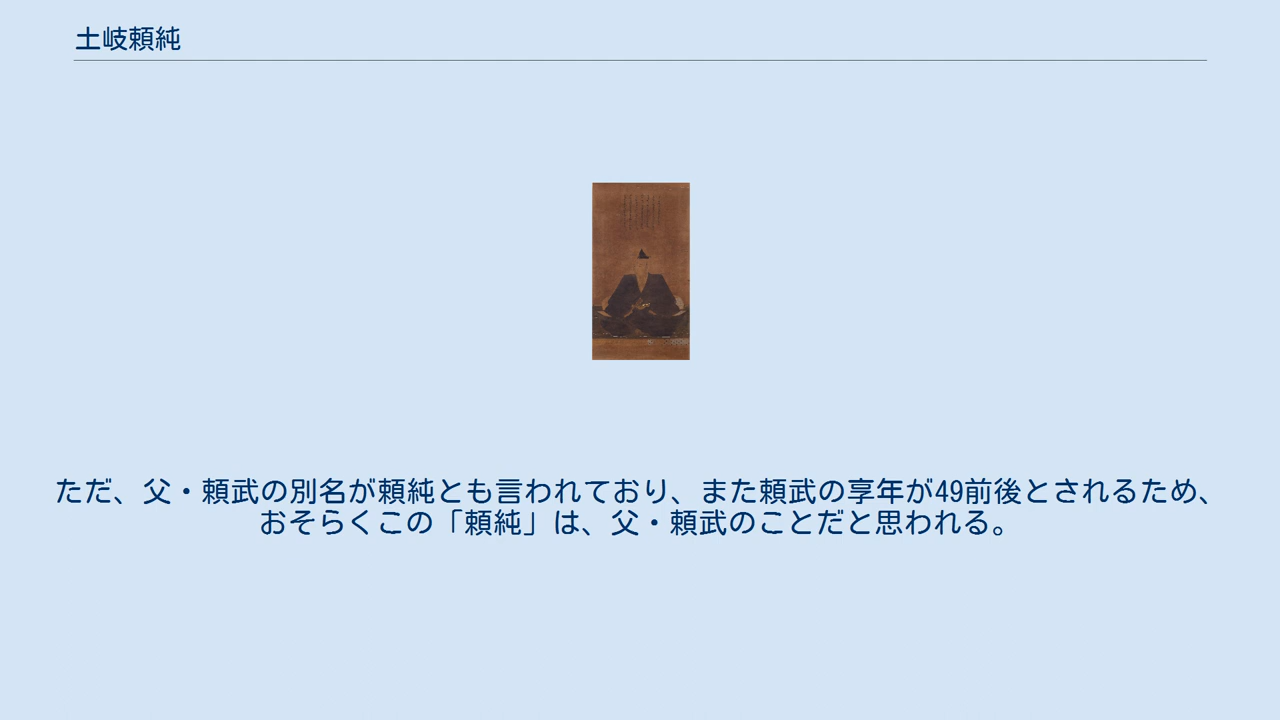 土岐頼純
ただ、父・頼武の別名が頼純とも言われており、また頼武の享年が49前後とされるため、
おそらくこの「頼純」は、父・頼武のことだと思われる。